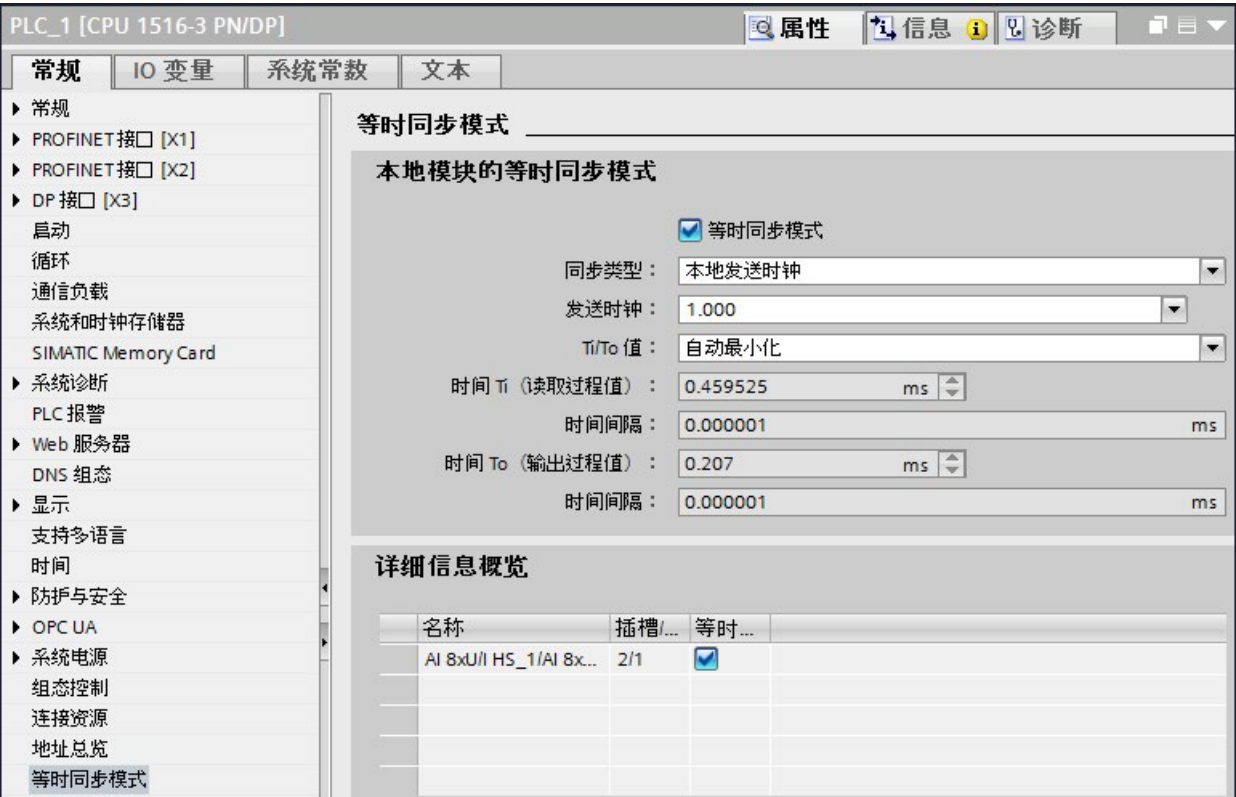 PLC_1 [CPU 1516-3 PN/DP]
属性
信息
诊断
常规
IO 变量
系统常数
文本
常规
PROFINET接口 [X1]
PROFINET接口 [X2]
DP 接口 [X3]
启动
循环
通信负载
系统和时钟存储器
SIMATIC Memory Card
系统诊断
PLC 报警
Web 服务器
DNS 组态
显示
支持多语言
时间
防护与安全
OPC UA
系统电源
组态控制
连接资源
地址总览
等时同步模式
等时同步模式
本地模块的等时同步模式
等时同步模式
同步类型: 本地发送时钟
发送时钟: 1.000
Ti/To 值: 自动最小化
时间 Ti (读取过程值) : 0.459525 ms
时间间隔: 0.000001 ms
时间 To (输出过程值) : 0.207 ms
时间间隔: 0.000001 ms
详细信息概览
名称 插槽/... 等时...
AI 8xU/I HS_1/AI 8x... 2/1